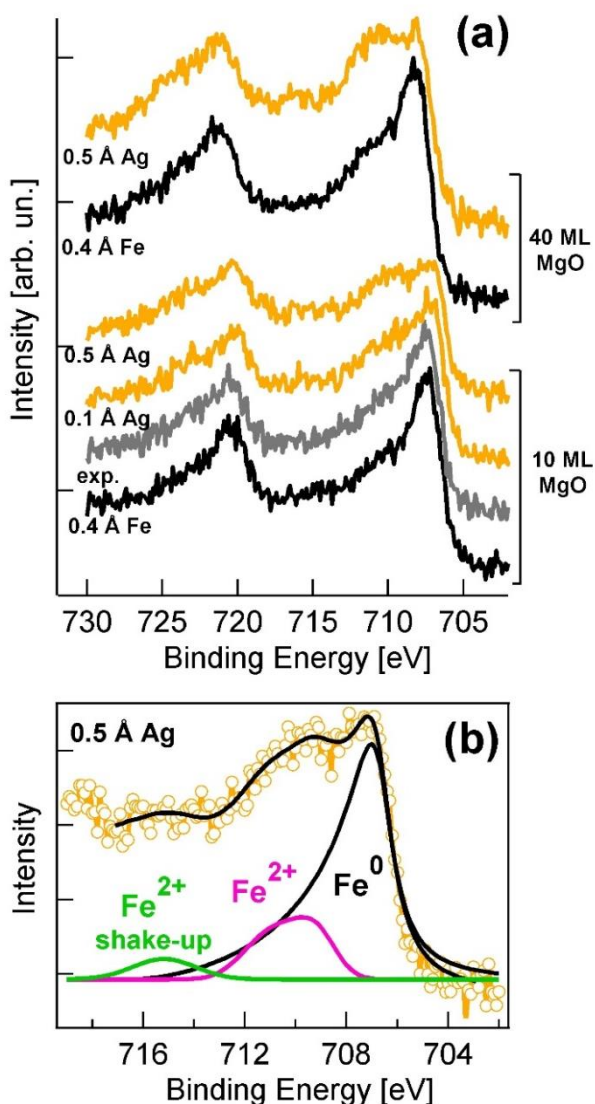 (a)
Intensity [arb. un.]
0.5 Å Ag
0.4 Å Fe
40 ML
MgO
0.5 Å Ag
0.1 Å Ag
exp.
0.4 Å Fe
10 ML
MgO
730 725 720 715 710 705
Binding Energy [eV]
0.5 Å Ag
(b)
Intensity
Fe2+
shake-up
Fe2+
Fe0
716 712 708 704
Binding Energy [eV]